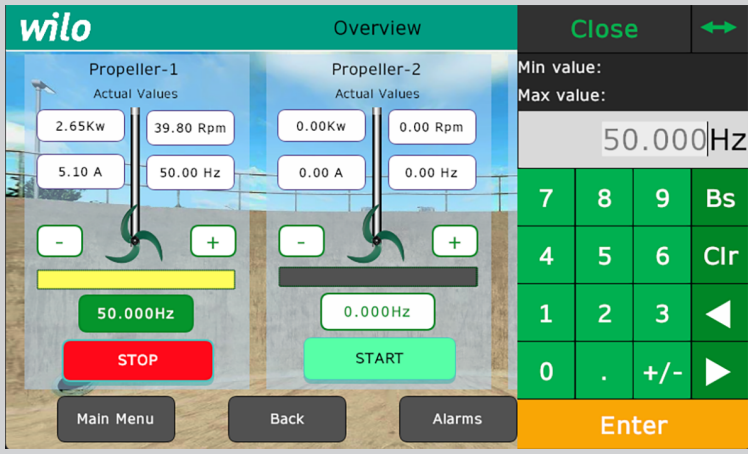 wilo
Overview
Propeller-1
Actual Values
2.65Kw
39.80 Rpm
5.10 A
50.00 Hz
-
+
50.000Hz
STOP
Propeller-2
Actual Values
0.00Kw
0.00 Rpm
0.00 A
0.00 Hz
-
+
0.000Hz
START
Main Menu
Back
Alarms
Close
Min value:
Max value:
50.000Hz
7 8 9 Bs
4 5 6 Clr
1 2 3
0 . +/-
Enter